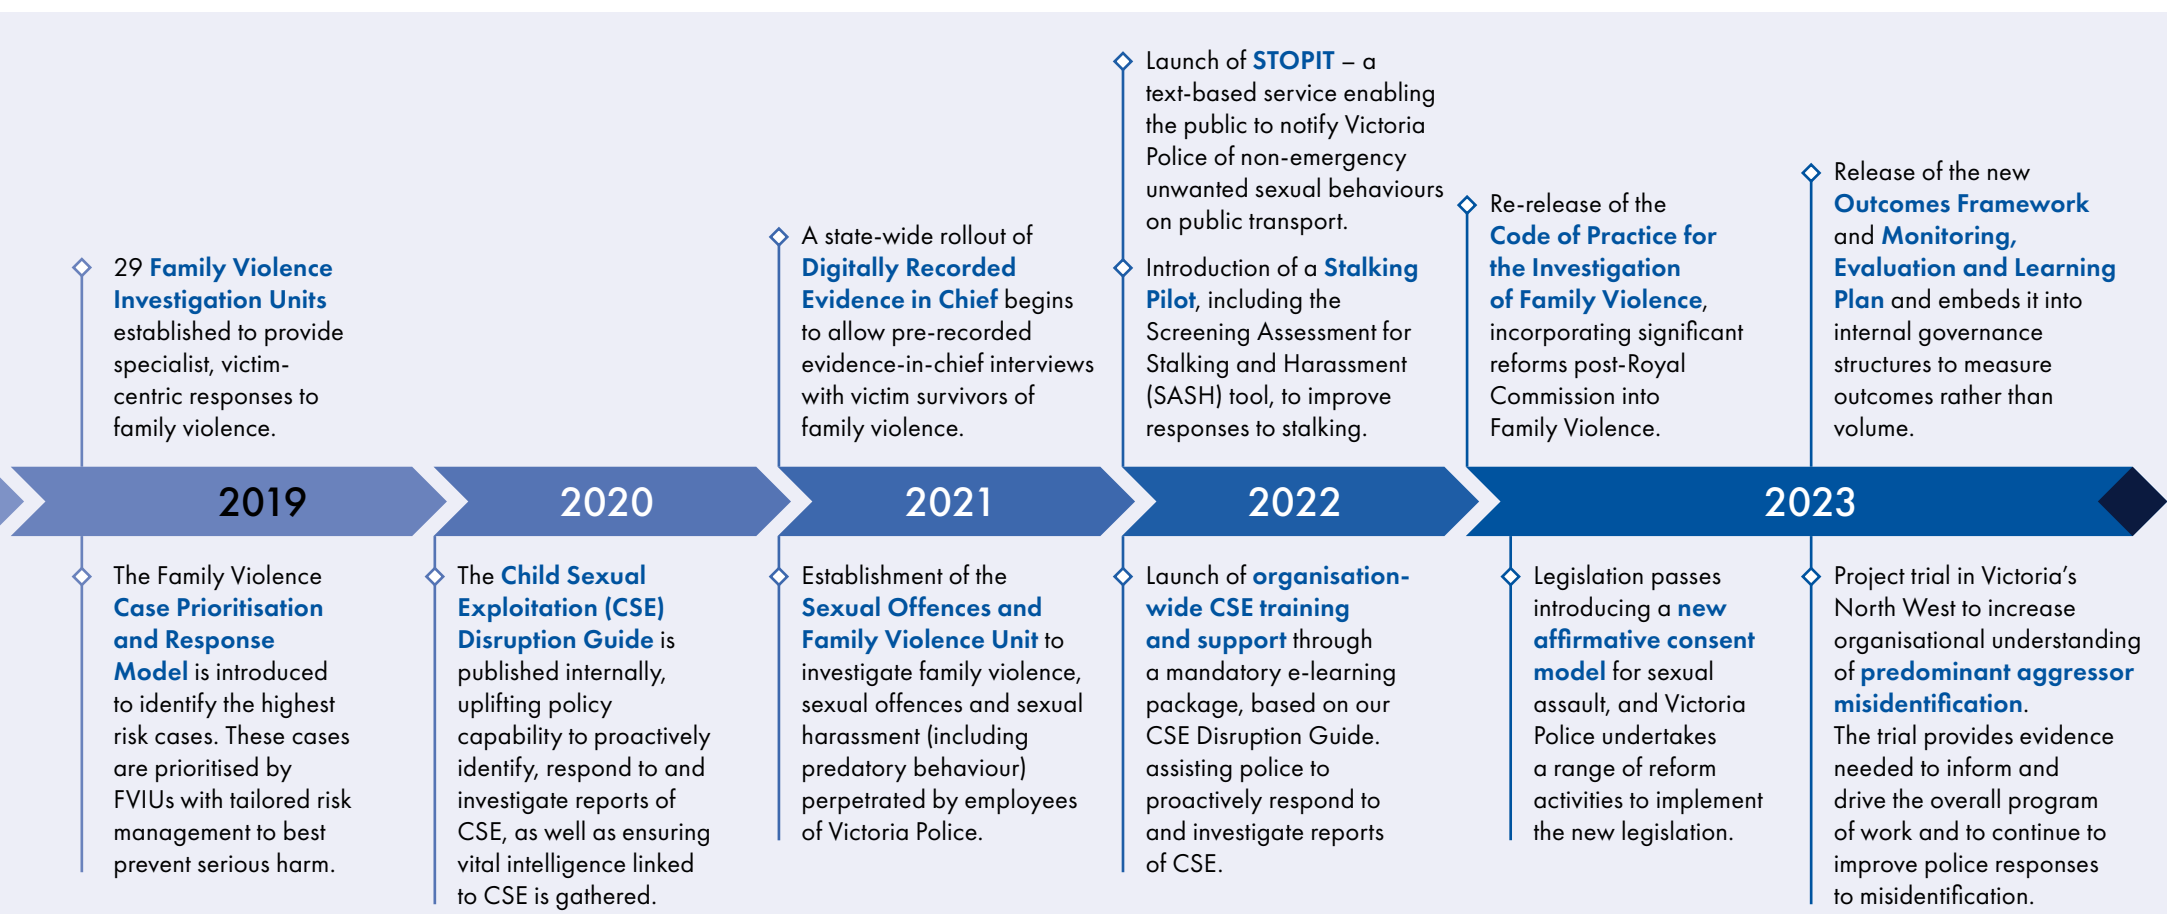 29 Family Violence
Investigation Units
established to provide
specialist, victim-
centric responses to
family violence.
A state-wide rollout of
Digitally Recorded
Evidence in Chief begins
to allow pre-recorded
evidence-in-chief interviews
with victim survivors of
family violence.
Launch of STOPIT – a
text-based service enabling
the public to notify Victoria
Police of non-emergency
unwanted sexual behaviours
on public transport.
Introduction of a Stalking
Pilot, including the
Screening Assessment for
Stalking and Harassment
(SASH) tool, to improve
responses to stalking.
Re-release of the
Code of Practice for
the Investigation
of Family Violence,
incorporating significant
reforms post-Royal
Commission into
Family Violence.
Release of the new
Outcomes Framework
and Monitoring,
Evaluation and Learning
Plan and embeds it into
internal governance
structures to measure
outcomes rather than
volume.
2019
2020
2021
2022
2023
The Family Violence
Case Prioritisation
and Response
Model is introduced
to identify the highest
risk cases. These cases
are prioritised by
FVIUs with tailored risk
management to best
prevent serious harm.
The Child Sexual
Exploitation (CSE)
Disruption Guide is
published internally,
uplifting policy
capability to proactively
identify, respond to and
investigate reports of
CSE, as well as ensuring
vital intelligence linked
to CSE is gathered.
Establishment of the
Sexual Offences and
Family Violence Unit to
investigate family violence,
sexual offences and sexual
harassment (including
predatory behaviour)
perpetrated by employees
of Victoria Police.
Launch of organisation-
wide CSE training
and support through
a mandatory e-learning
package, based on our
CSE Disruption Guide.
assisting police to
proactively respond to
and investigate reports
of CSE.
Legislation passes
introducing a new
affirmative consent
model for sexual
assault, and Victoria
Police undertakes
a range of reform
activities to implement
the new legislation.
Project trial in Victoria’s
North West to increase
organisational understanding
of predominant aggressor
misidentification.
The trial provides evidence
needed to inform and
drive the overall program
of work and to continue to
improve police responses
to misidentification.